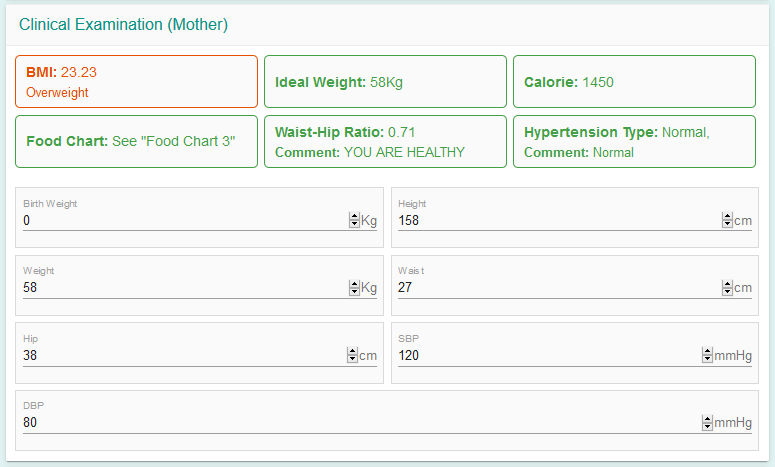 Clinical Examination (Mother)
BMI: 23.23
Overweight
Ideal Weight: 58Kg
Calorie: 1450
Food Chart: See "Food Chart 3"
Waist-Hip Ratio: 0.71
Comment: YOU ARE HEALTHY
Hypertension Type: Normal,
Comment: Normal
Birth Weight
0 Kg
Height
158 cm
Weight
58 Kg
Waist
27 cm
Hip
38 cm
SBP
120 mmHg
DBP
80 mmHg